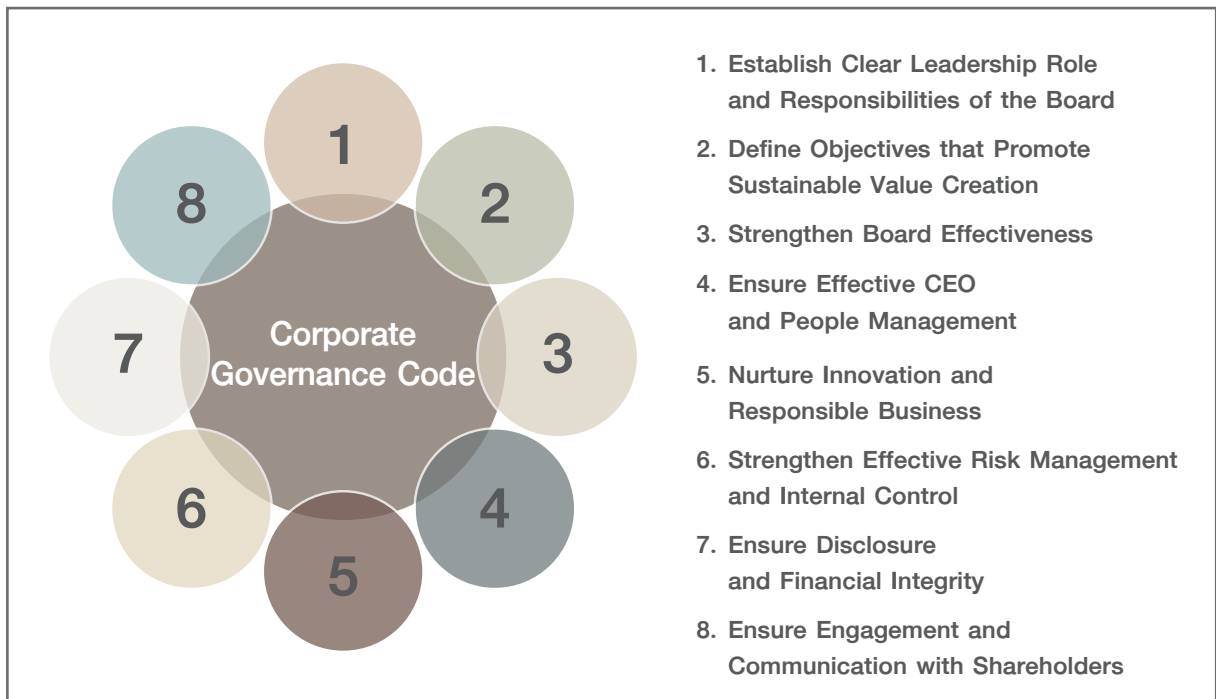 1
2
3
4
5
6
7
8
Corporate
Governance Code
1. Establish Clear Leadership Role
and Responsibilities of the Board
2. Define Objectives that Promote
Sustainable Value Creation
3. Strengthen Board Effectiveness
4. Ensure Effective CEO
and People Management
5. Nurture Innovation and
Responsible Business
6. Strengthen Effective Risk Management
and Internal Control
7. Ensure Disclosure
and Financial Integrity
8. Ensure Engagement and
Communication with Shareholders